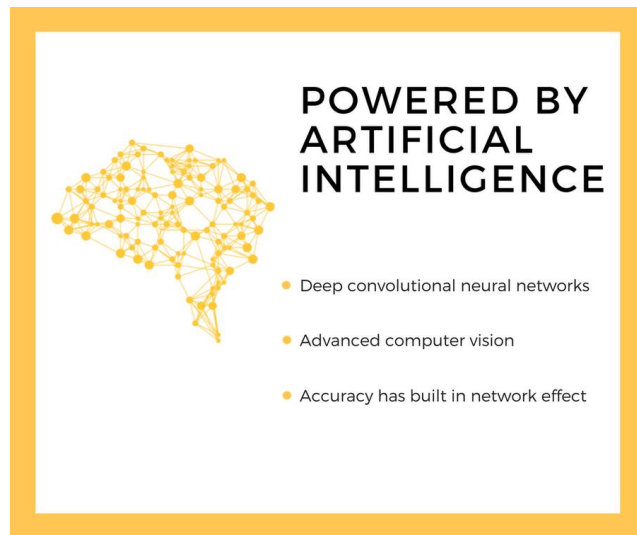 POWERED BY
ARTIFICIAL
INTELLIGENCE
Deep convolutional neural networks
Advanced computer vision
Accuracy has built in network effect